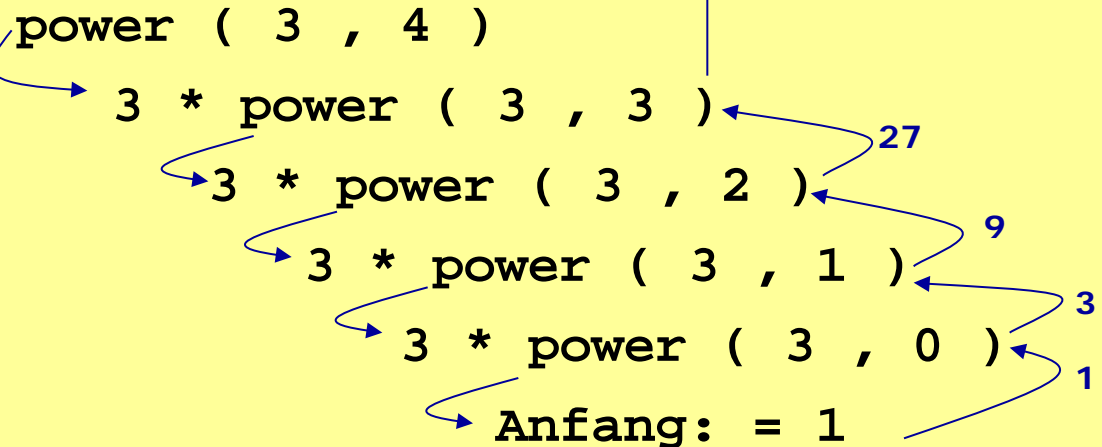 power ( 3 , 4 )
3 * power ( 3 , 3 )
27
3 * power ( 3 , 2 )
9
3 * power ( 3 , 1 )
3
3 * power ( 3 , 0 )
1
Anfang: = 1